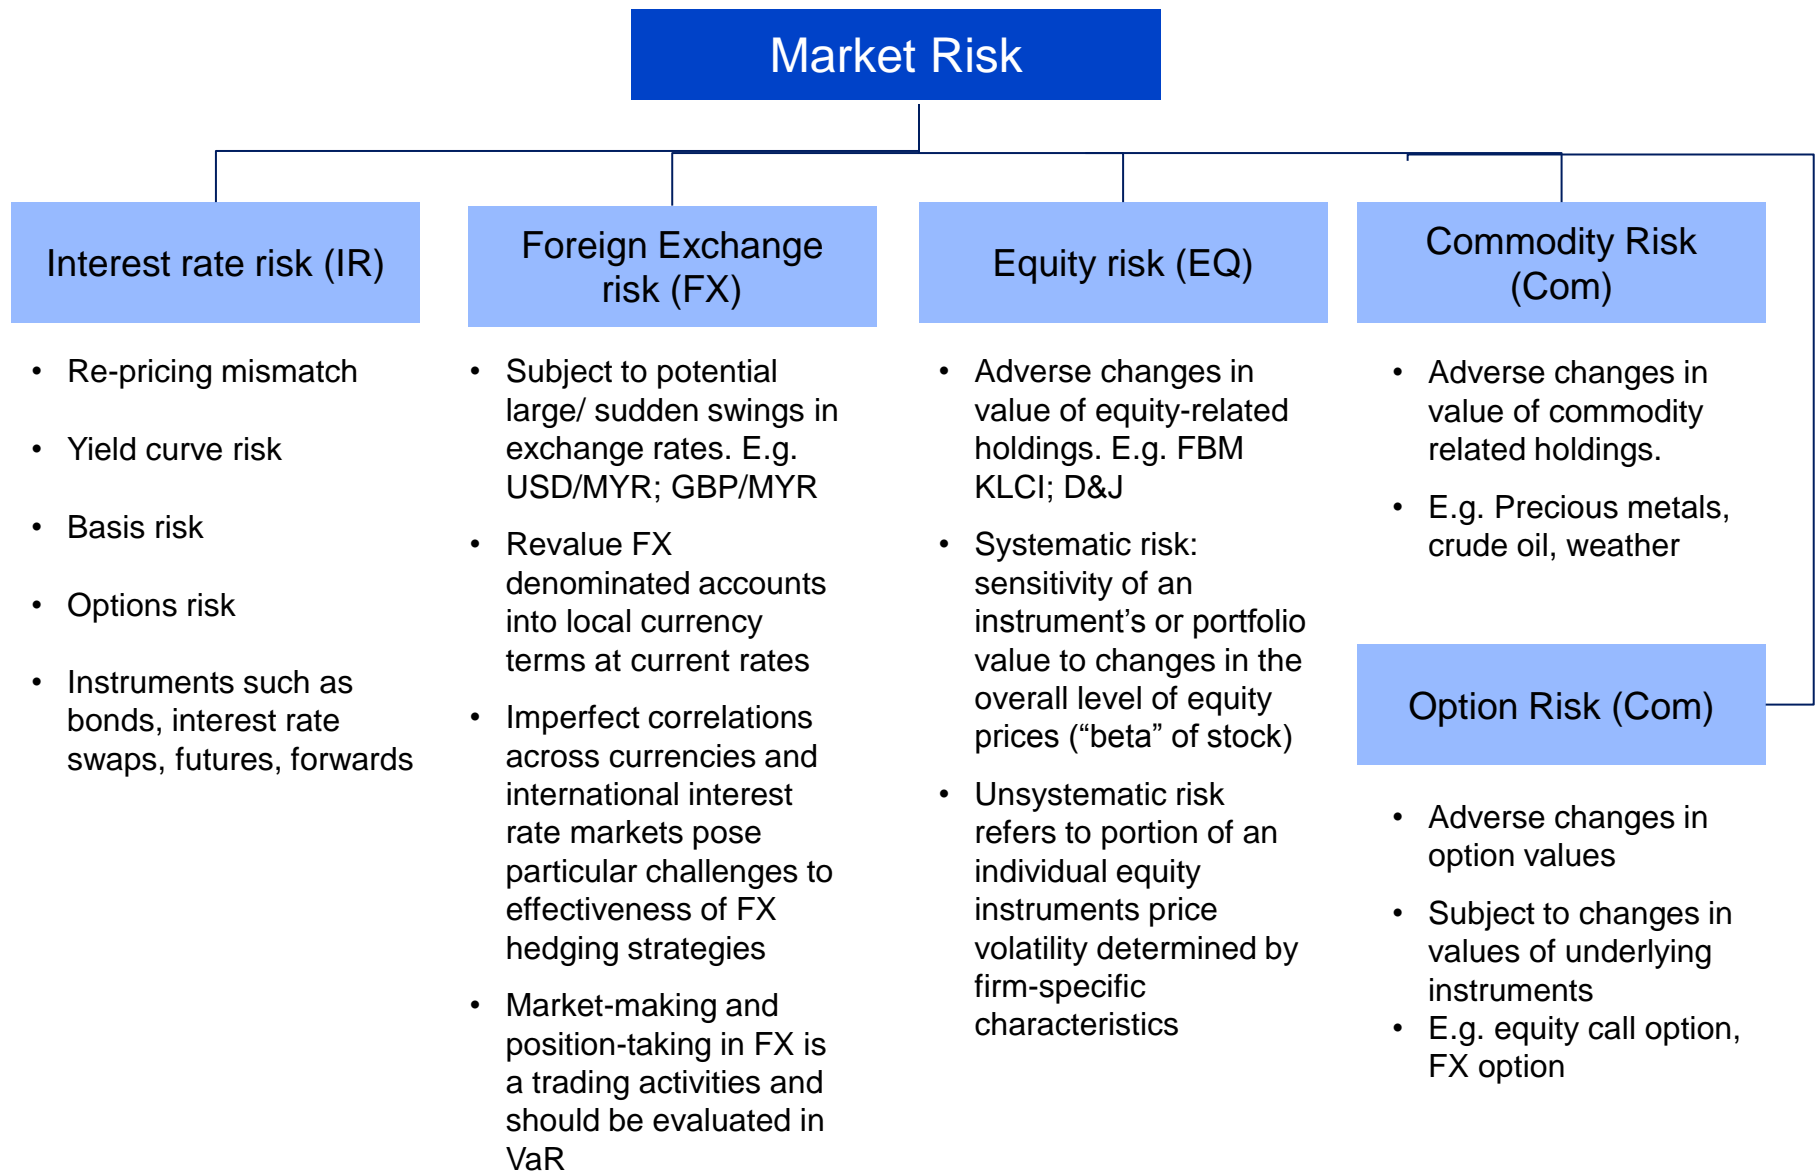 Market Risk
Interest rate risk (IR)
• Re-pricing mismatch
• Yield curve risk
• Basis risk
• Options risk
• Instruments such as
bonds, interest rate
swaps, futures, forwards
Foreign Exchange
risk (FX)
• Subject to potential
large/ sudden swings in
exchange rates. E.g.
USD/MYR; GBP/MYR
• Revalue FX
denominated accounts
into local currency
terms at current rates
• Imperfect correlations
across currencies and
international interest
rate markets pose
particular challenges to
effectiveness of FX
hedging strategies
• Market-making and
position-taking in FX is
a trading activities and
should be evaluated in
VaR
Equity risk (EQ)
• Adverse changes in
value of equity-related
holdings. E.g. FBM
KLCI; D&J
• Systematic risk:
sensitivity of an
instrument’s or portfolio
value to changes in the
overall level of equity
prices (“beta” of stock)
• Unsystematic risk
refers to portion of an
individual equity
instruments price
volatility determined by
firm-specific
characteristics
Commodity Risk
(Com)
• Adverse changes in
value of commodity
related holdings.
• E.g. Precious metals,
crude oil, weather
Option Risk (Com)
• Adverse changes in
option values
• Subject to changes in
values of underlying
instruments
• E.g. equity call option,
FX option